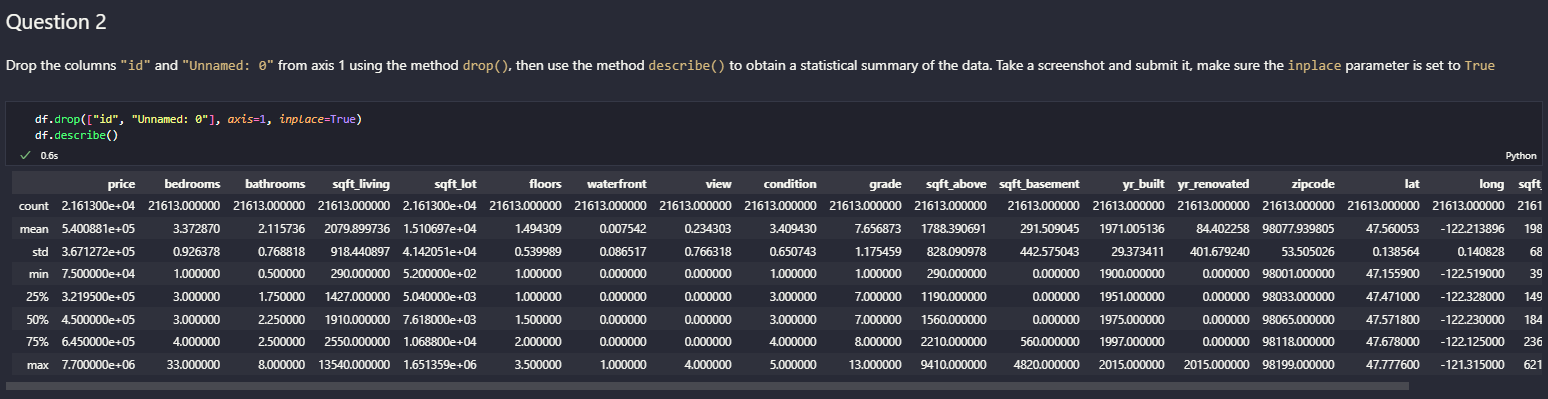 Question 2
Drop the columns "id" and "Unnamed: 0" from axis 1 using the method drop(), then use the method describe() to obtain a statistical summary of the data. Take a screenshot and submit it, make sure the inplace parameter is set to True
df.drop(["id", "Unnamed: 0"], axis=1, inplace=True)
df.describe()
0.6s
Python
price bedrooms bathrooms sqft_living sqft_lot floors waterfront view condition grade sqft_above sqft_basement yr_built yr_renovated zipcode lat long sqft_
count 2.161300e+04 21613.000000 21613.000000 21613.000000 2.161300e+04 21613.000000 21613.000000 21613.000000 21613.000000 21613.000000 21613.000000 21613.000000 21613.000000 21613.000000 21613.000000 21613.000000 21613.000000 2161
mean 5.400881e+05 3.372870 2.115736 2079.899736 1.510697e+04 1.494309 0.007542 0.234303 3.409430 7.656873 1788.390691 291.509045 1971.005136 84.402258 98077.939805 47.560053 -122.213896 198
std 3.671272e+05 0.926378 0.768818 918.440897 4.142051e+04 0.539989 0.086517 0.766318 0.650743 1.175459 828.090978 442.575043 29.373411 401.679240 53.505026 0.138564 0.140828 68
min 7.500000e+04 1.000000 0.500000 290.000000 5.200000e+02 1.000000 0.000000 0.000000 1.000000 1.000000 290.000000 0.000000 1900.000000 0.000000 98001.000000 47.155900 -122.519000 39
25% 3.219500e+05 3.000000 1.750000 1427.000000 5.040000e+03 1.000000 0.000000 0.000000 3.000000 7.000000 1190.000000 0.000000 1951.000000 0.000000 98033.000000 47.471000 -122.328000 149
50% 4.500000e+05 3.000000 2.250000 1910.000000 7.618000e+03 1.500000 0.000000 0.000000 3.000000 7.000000 1560.000000 0.000000 1975.000000 0.000000 98065.000000 47.571800 -122.230000 184
75% 6.450000e+05 4.000000 2.500000 2550.000000 1.068800e+04 2.000000 0.000000 0.000000 4.000000 8.000000 2210.000000 560.000000 1997.000000 0.000000 98118.000000 47.678000 -122.125000 236
max 7.700000e+06 33.000000 8.000000 13540.000000 1.651359e+06 3.500000 1.000000 4.000000 5.000000 13.000000 9410.000000 4820.000000 2015.000000 2015.000000 98199.000000 47.777600 -121.315000 621